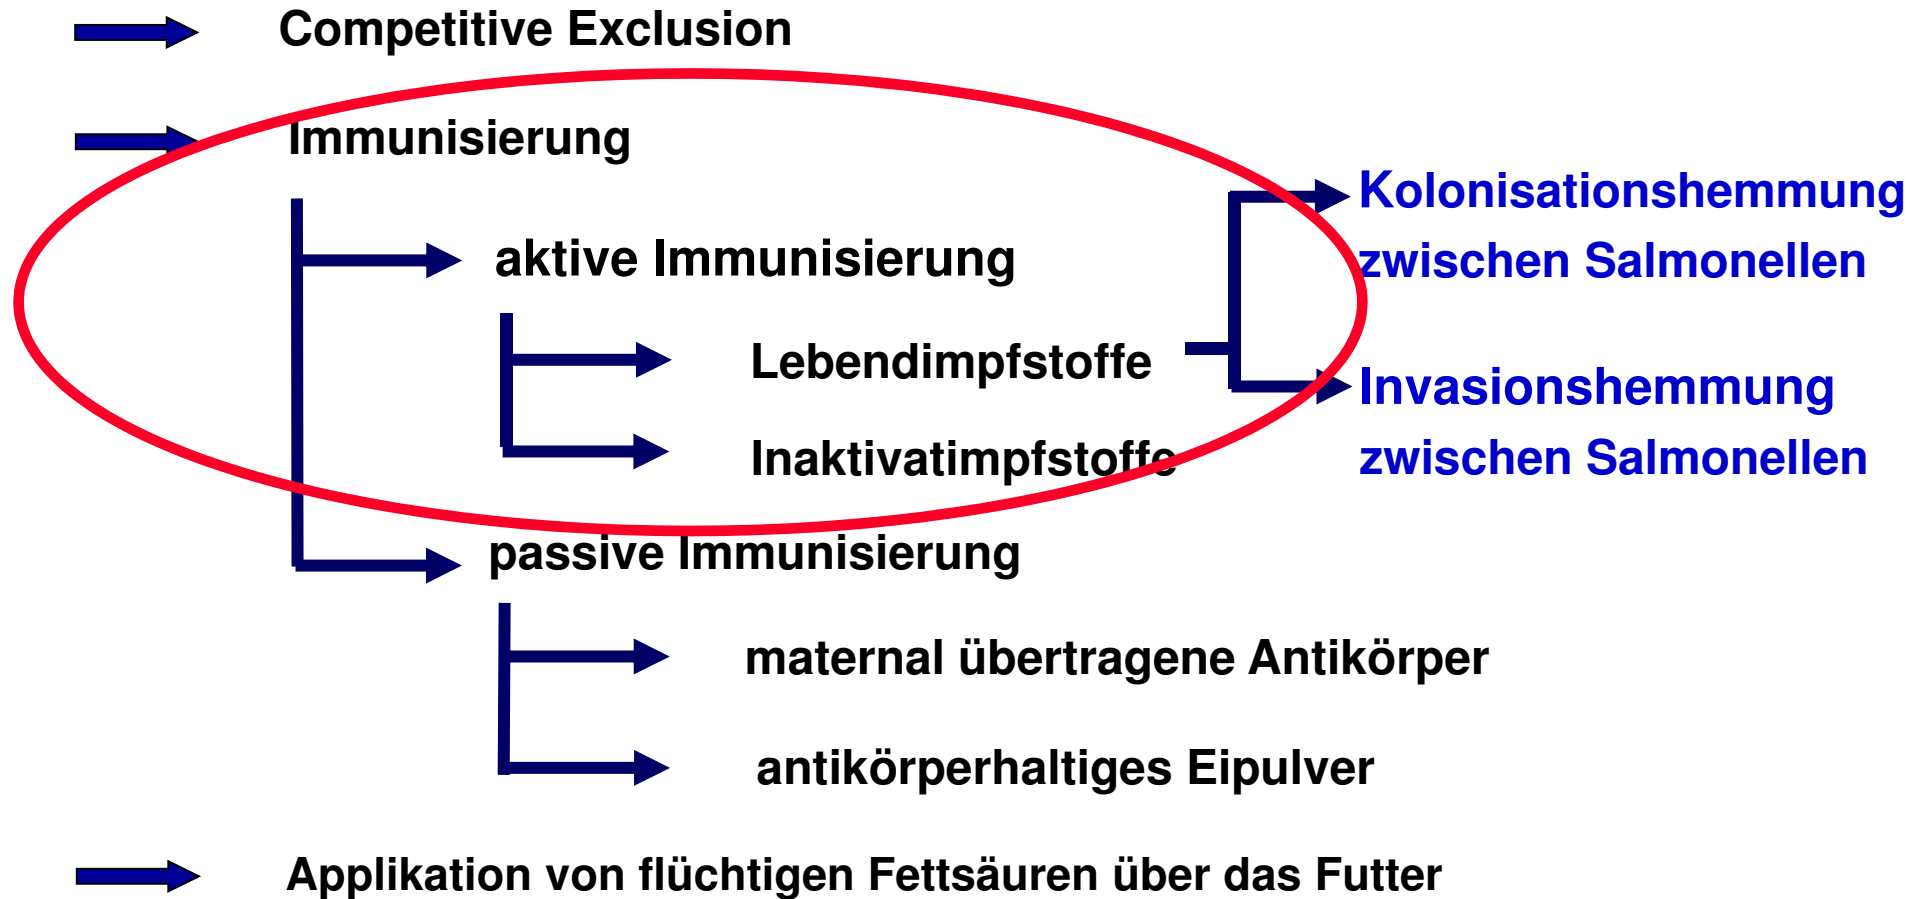 Competitive Exclusion
Immunisierung
aktive Immunisierung
Lebendimpfstoffe
Inaktivatimpfstoffe
Kolonisationshemmung
zwischen Salmonellen
Invasionshemmung
zwischen Salmonellen
passive Immunisierung
maternal übertragene Antikörper
antikörperhaltiges Eipulver
Applikation von flüchtigen Fettsäuren über das Futter